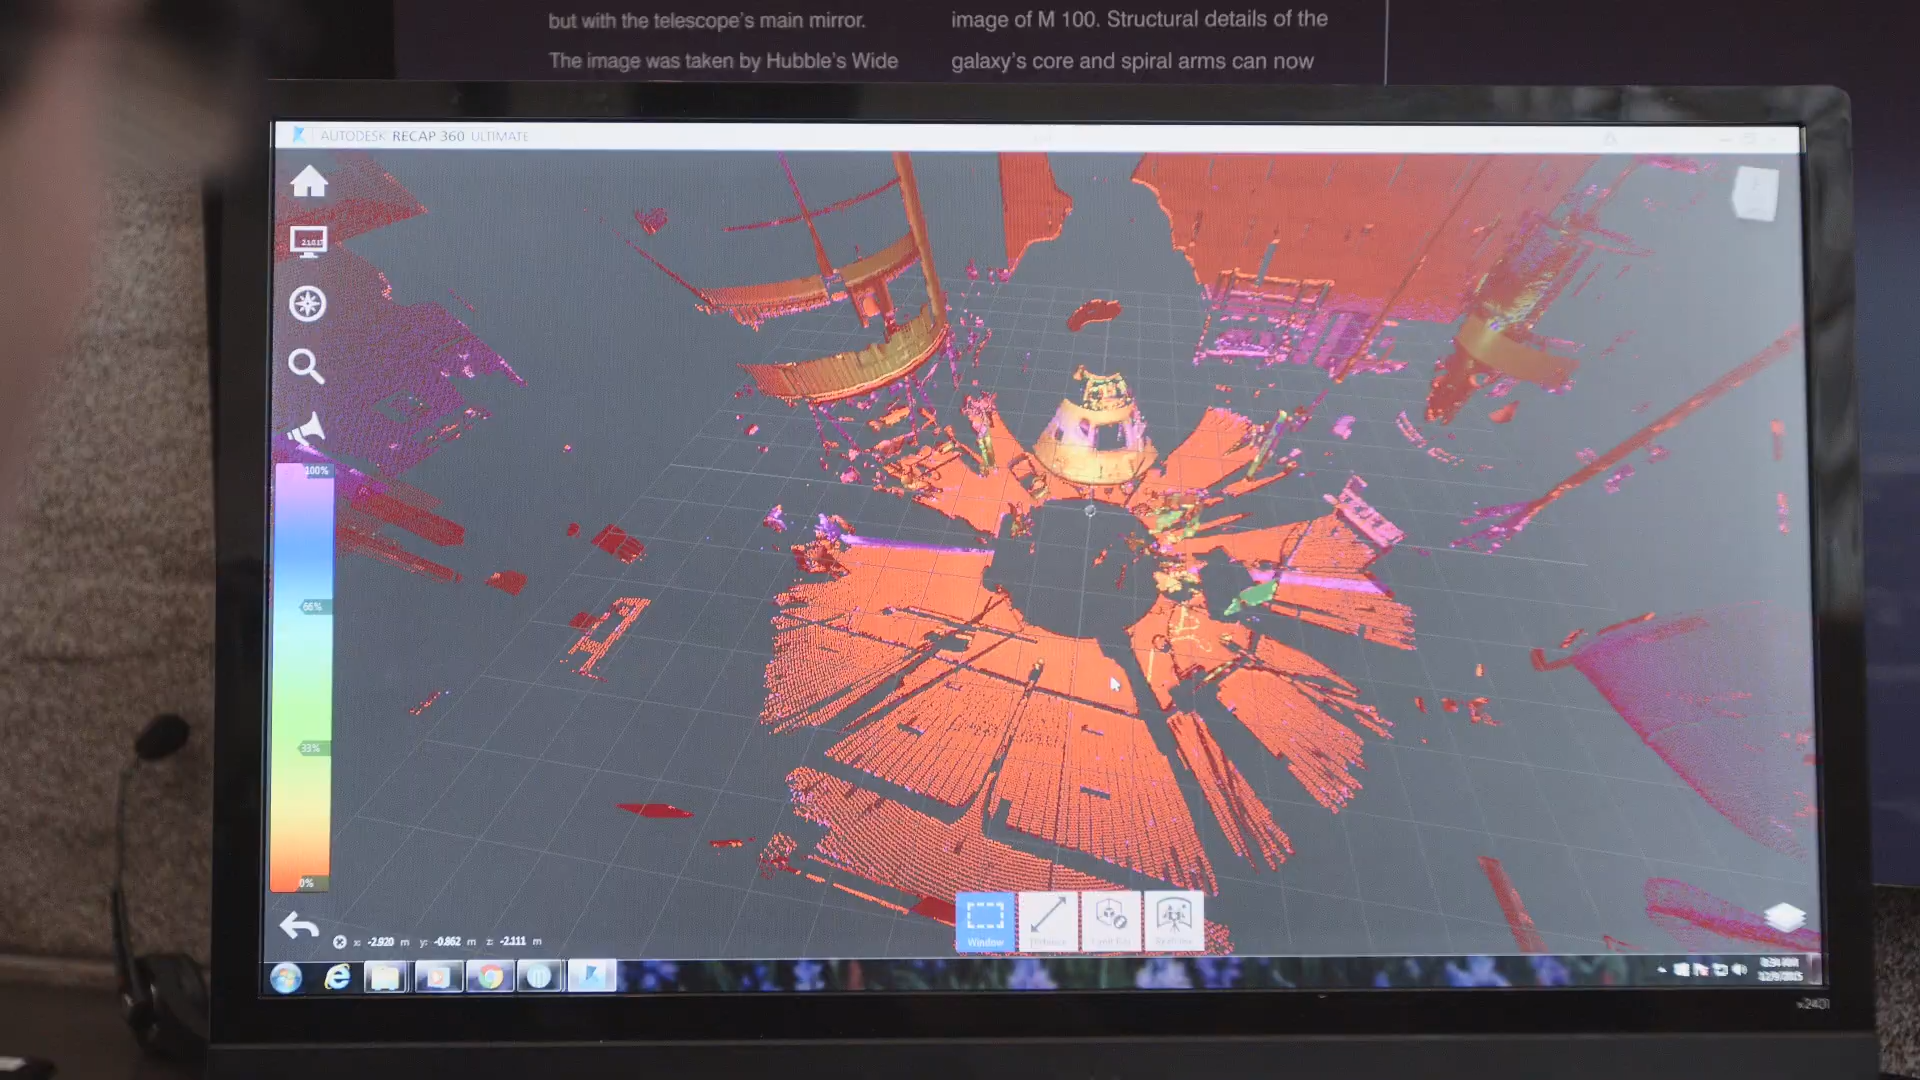 but with the telescope's main mirror.
The image was taken by Hubble's Wide
image of M 100. Structural details of the
galaxy's core and spiral arms can now
AUTODESK RECAP 360 ULTIMATE
100%
66%
33%
0%
x: -2.920 m y: -0.862 m z: -2.111 m
Window
Distance